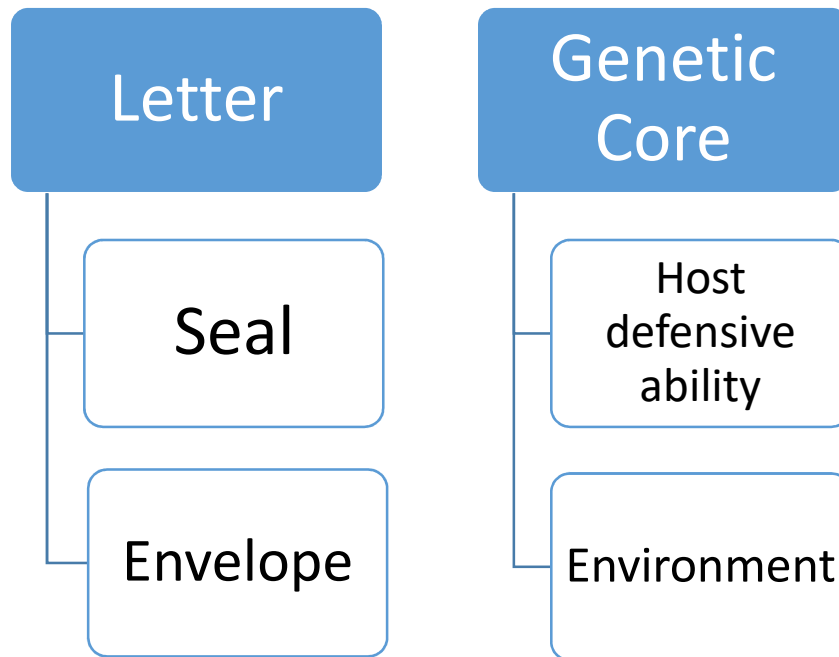 Letter
Seal
Envelope
Genetic
Core
Host
defensive
ability
Environment